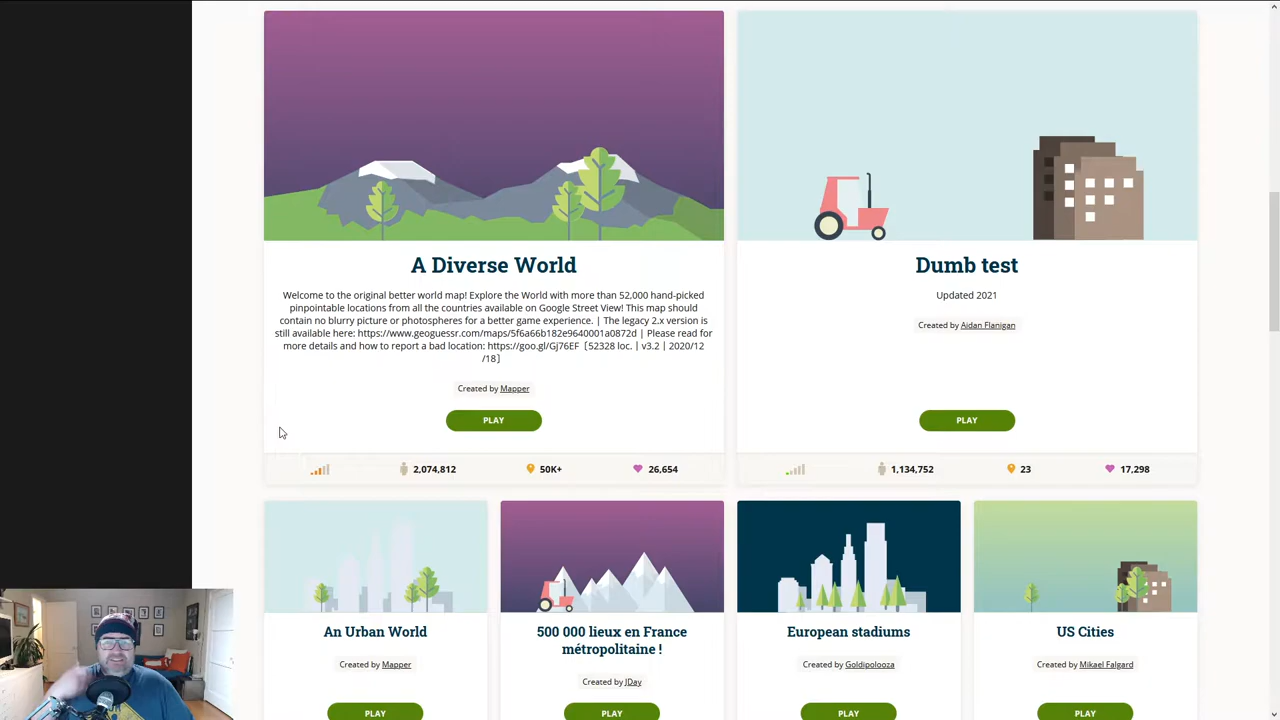 A Diverse World
Welcome to the original better world map! Explore the World with more than 52,000 hand-picked
pinpointable locations from all the countries available on Google Street View! This map should
contain no blurry picture or photospheres for a better game experience. | The legacy 2.x version is
still available here: https://www.geoguessr.com/maps/5f6a66b182e9640001a0872d | Please read for
more details and how to report a bad location: https://goo.gl/Gj76EF [52328 loc. | v3.2 | 2020/12
/18]
Created by Mapper
PLAY
2,074,812
50K+
26,654
Dumb test
Updated 2021
Created by Aidan Flanigan
PLAY
1,134,752
23
17,298
An Urban World
Created by Mapper
PLAY
500 000 lieux en France
métropolitaine !
Created by JDay
PLAY
European stadiums
Created by Goldipolooza
PLAY
US Cities
Created by Mikael Falgard
PLAY